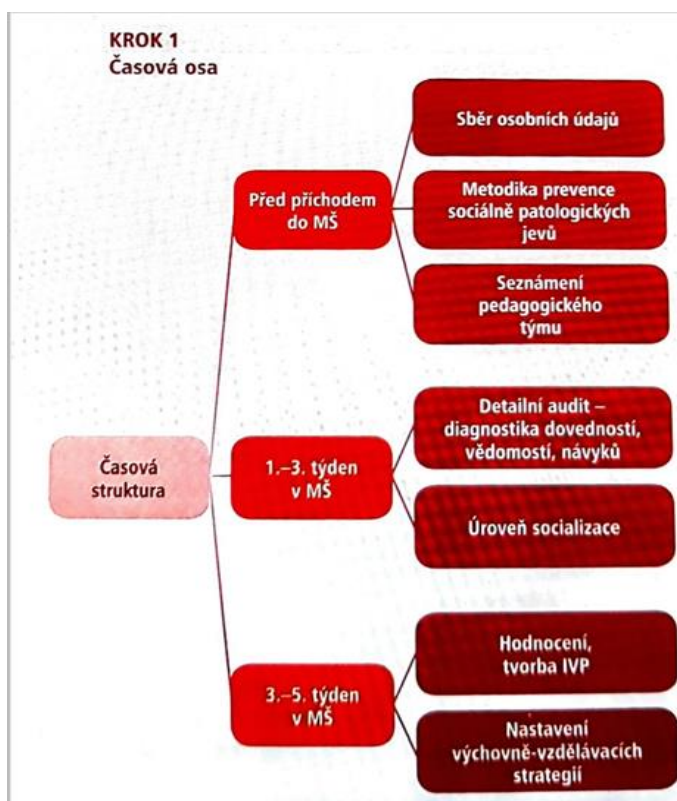 KROK 1
Časová osa
Sběr osobních údajů
Před příchodem
do MŠ
Metodika prevence
sociálně patologických
jevů
Seznámení
pedagogického
týmu
Časová
struktura
1.–3. týden
v MŠ
Detailní audit –
diagnostika dovedností,
vědomostí, návyků
Úroveň socializace
3.–5. týden
v MŠ
Hodnocení,
tvorba IVP
Nastavení
výchovně-vzdělávacích
strategií